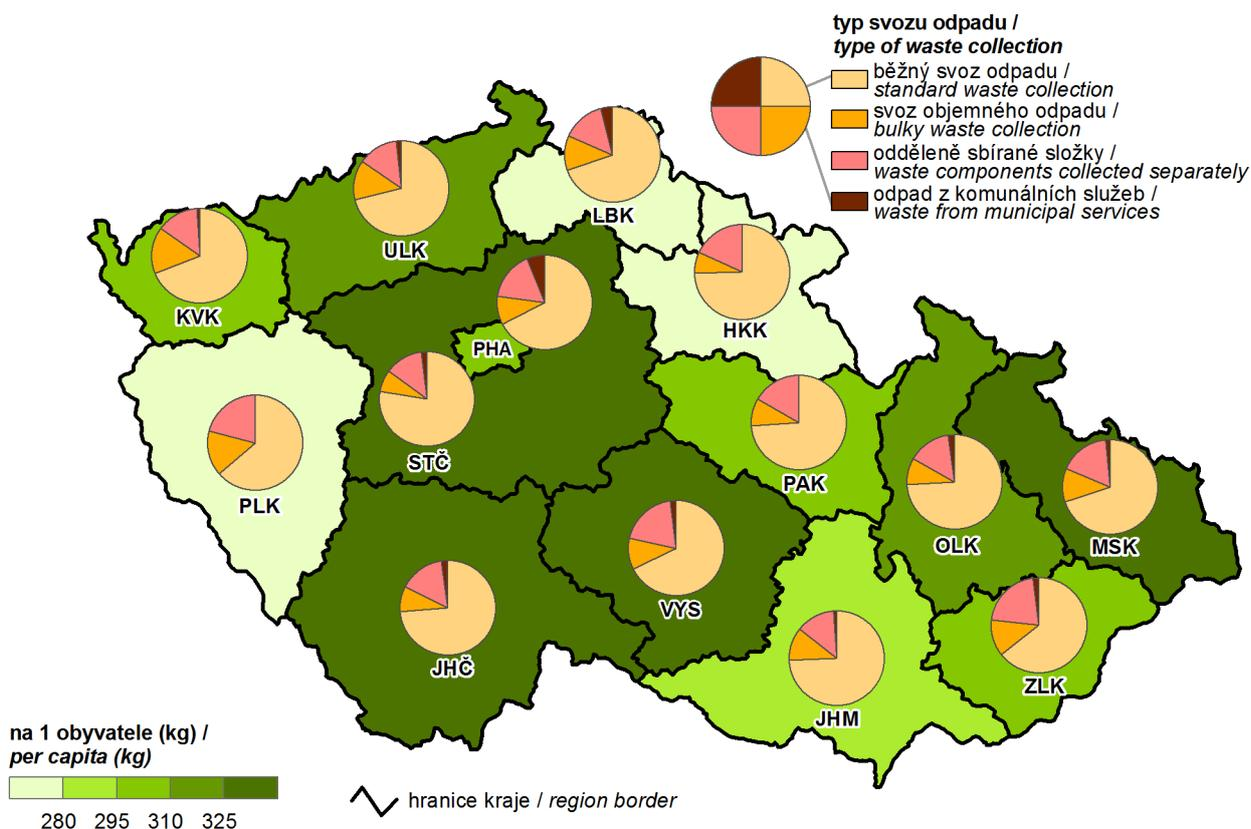 typ svozu odpadu /
type of waste collection
běžný svoz odpadu /
standard waste collection
svoz objemného odpadu /
bulky waste collection
odděleně sbírané složky /
waste components collected separately
odpad z komunálních služeb /
waste from municipal services
LBK
ULK
KVK
HKK
PHA
STČ
PLK
PAK
OLK
MSK
VYS
JHČ
ZLK
JHM
na 1 obyvatele (kg) /
per capita (kg)
280 295 310 325
hranice kraje / region border